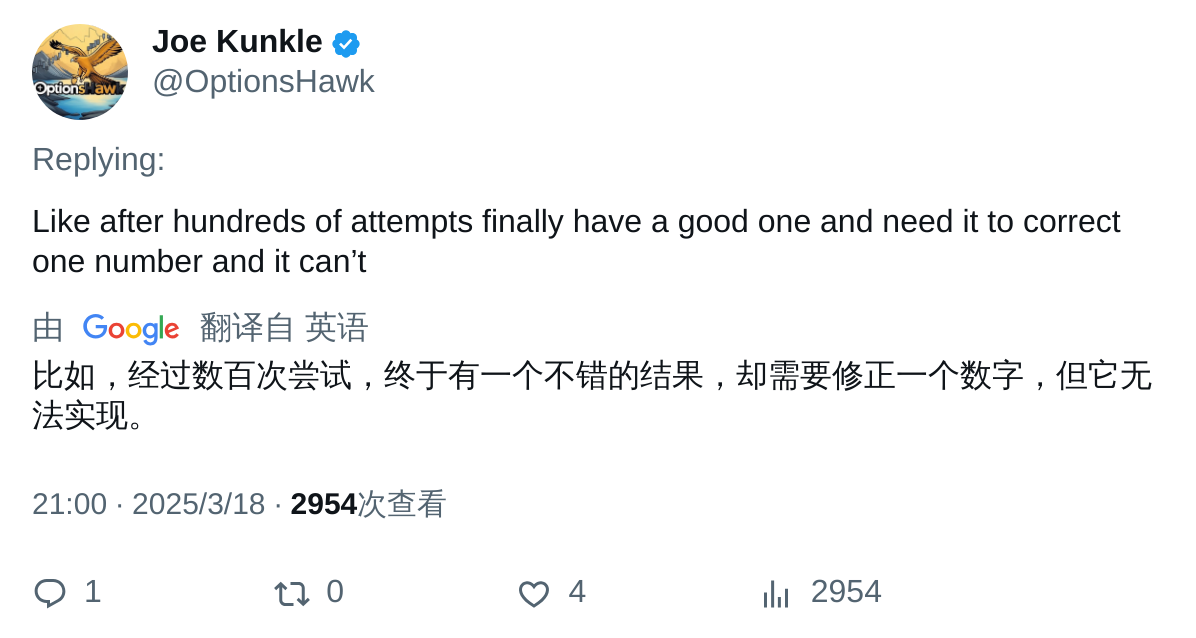 OptionsHawk
Joe Kunkle
@OptionsHawk
Replying:
Like after hundreds of attempts finally have a good one and need it to correct
one number and it can’t
由 Google 翻译自 英语
比如，经过数百次尝试，终于有一个不错的结果，却需要修正一个数字，但它无
法实现。
21:00 · 2025/3/18 · 2954次查看
1 0 4 2954